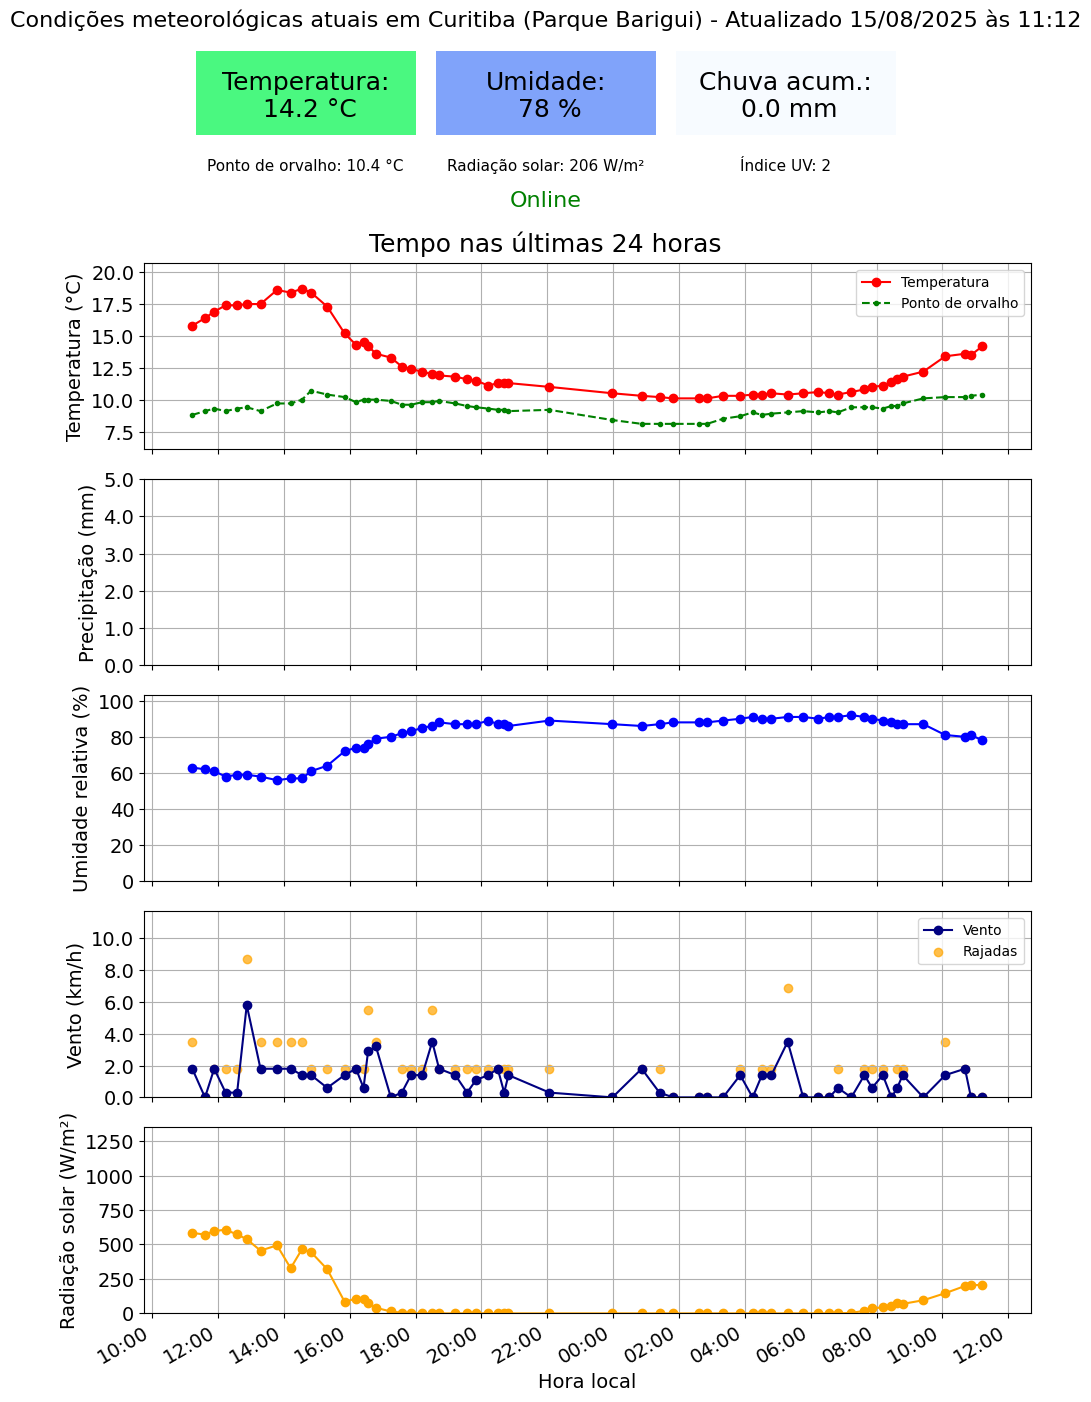 Condições meteorológicas atuais em Curitiba (Parque Barigui) - Atualizado 15/08/2025 às 11:12
Temperatura:
14.2 °C
Umidade:
78 %
Chuva acum.:
0.0 mm
Ponto de orvalho: 10.4 °C
Radiação solar: 206 W/m²
Índice UV: 2
Online
Tempo nas últimas 24 horas
Temperatura (°C)
20.0
17.5
15.0
12.5
10.0
7.5
Temperatura
Ponto de orvalho
Precipitação (mm)
5.0
4.0
3.0
2.0
1.0
0.0
Umidade relativa (%)
100
80
60
40
20
0
Vento (km/h)
10.0
8.0
6.0
4.0
2.0
0.0
Vento
Rajadas
Radiação solar (W/m²)
1250
1000
750
500
250
0
10:00
12:00
14:00
16:00
18:00
20:00
22:00
00:00
02:00
04:00
06:00
08:00
10:00
12:00
Hora local